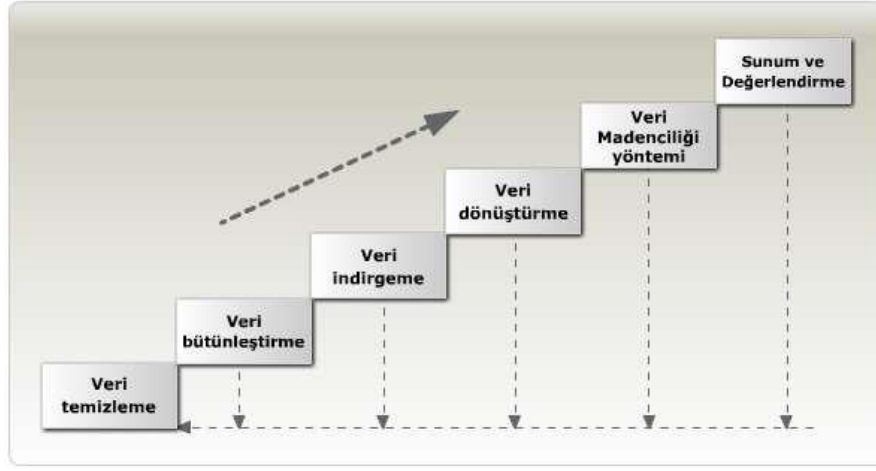 Sunum ve
Değerlendirme
Veri
Madenciliği
yöntemi
Veri
dönüştürme
Veri
indirgeme
Veri
bütünleştirme
Veri
temizleme